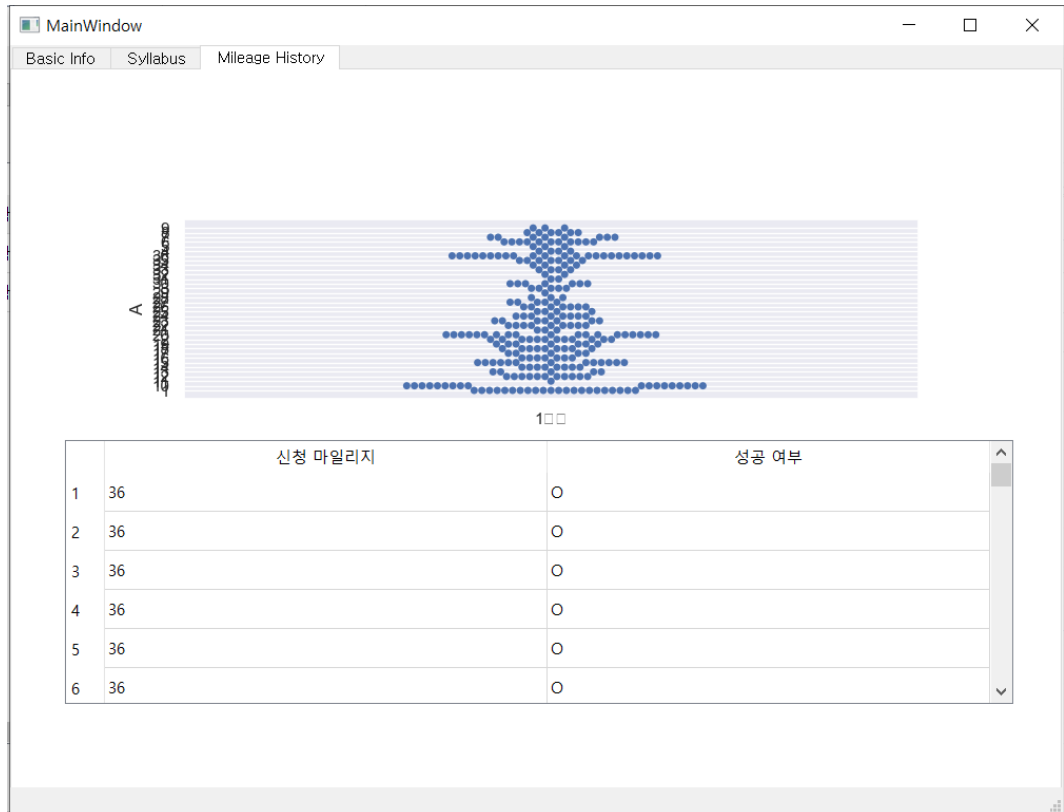 MainWindow
Basic Info Syllabus Mileage History
A
1□□
신청 마일리지 성공 여부
1 36 O
2 36 O
3 36 O
4 36 O
5 36 O
6 36 O